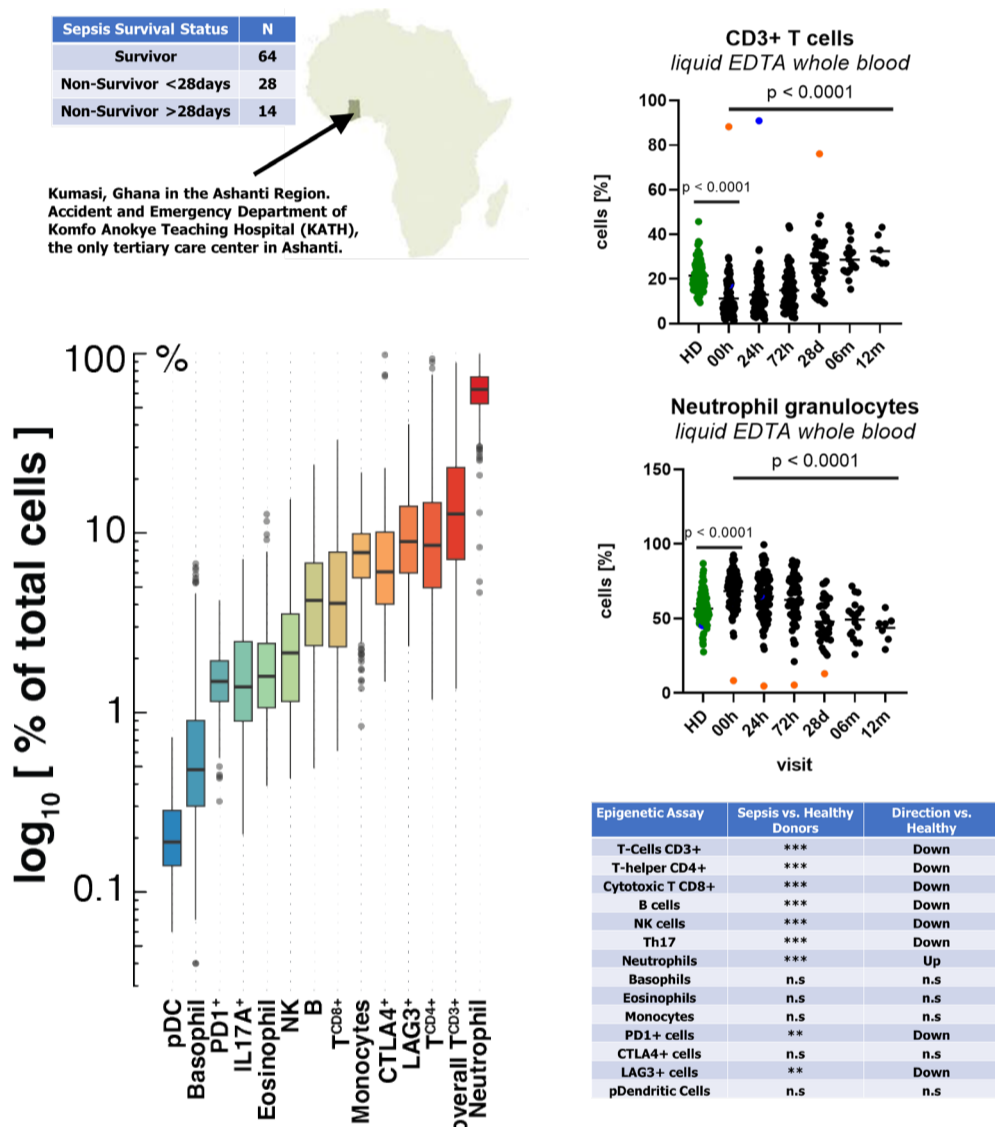 Sepsis Survival Status N
Survivor 64
Non-Survivor <28days 28
Non-Survivor >28days 14
Kumasi, Ghana in the Ashanti Region.
Accident and Emergency Department of
Komfo Anokye Teaching Hospital (KATH),
the only tertiary care center in Ashanti.
CD3+ T cells
liquid EDTA whole blood
p < 0.0001
p < 0.0001
cells [%]
100
80
60
40
20
0
HD 00h 24h 72h 28d 06m 12m
Neutrophil granulocytes
liquid EDTA whole blood
p < 0.0001
p < 0.0001
cells [%]
150
100
50
0
HD 00h 24h 72h 28d 06m 12m
visit
log10 [ % of total cells ]
100 %
10
1
0.1
pDC
Basophil
PD1+
IL17A+
Eosinophil
NK
B
TCD8+
Monocytes
CTLA4+
LAG3+
TCD4+
overall TCD3+
Neutrophil
Epigenetic Assay Sepsis vs. Healthy Donors Direction vs. Healthy
T-Cells CD3+ *** Down
T-helper CD4+ *** Down
Cytotoxic T CD8+ *** Down
B cells *** Down
NK cells *** Down
Th17 *** Down
Neutrophils *** Up
Basophils n.s n.s
Eosinophils n.s n.s
Monocytes n.s n.s
PD1+ cells ** Down
CTLA4+ cells n.s n.s
LAG3+ cells ** Down
pDendritic Cells n.s n.s